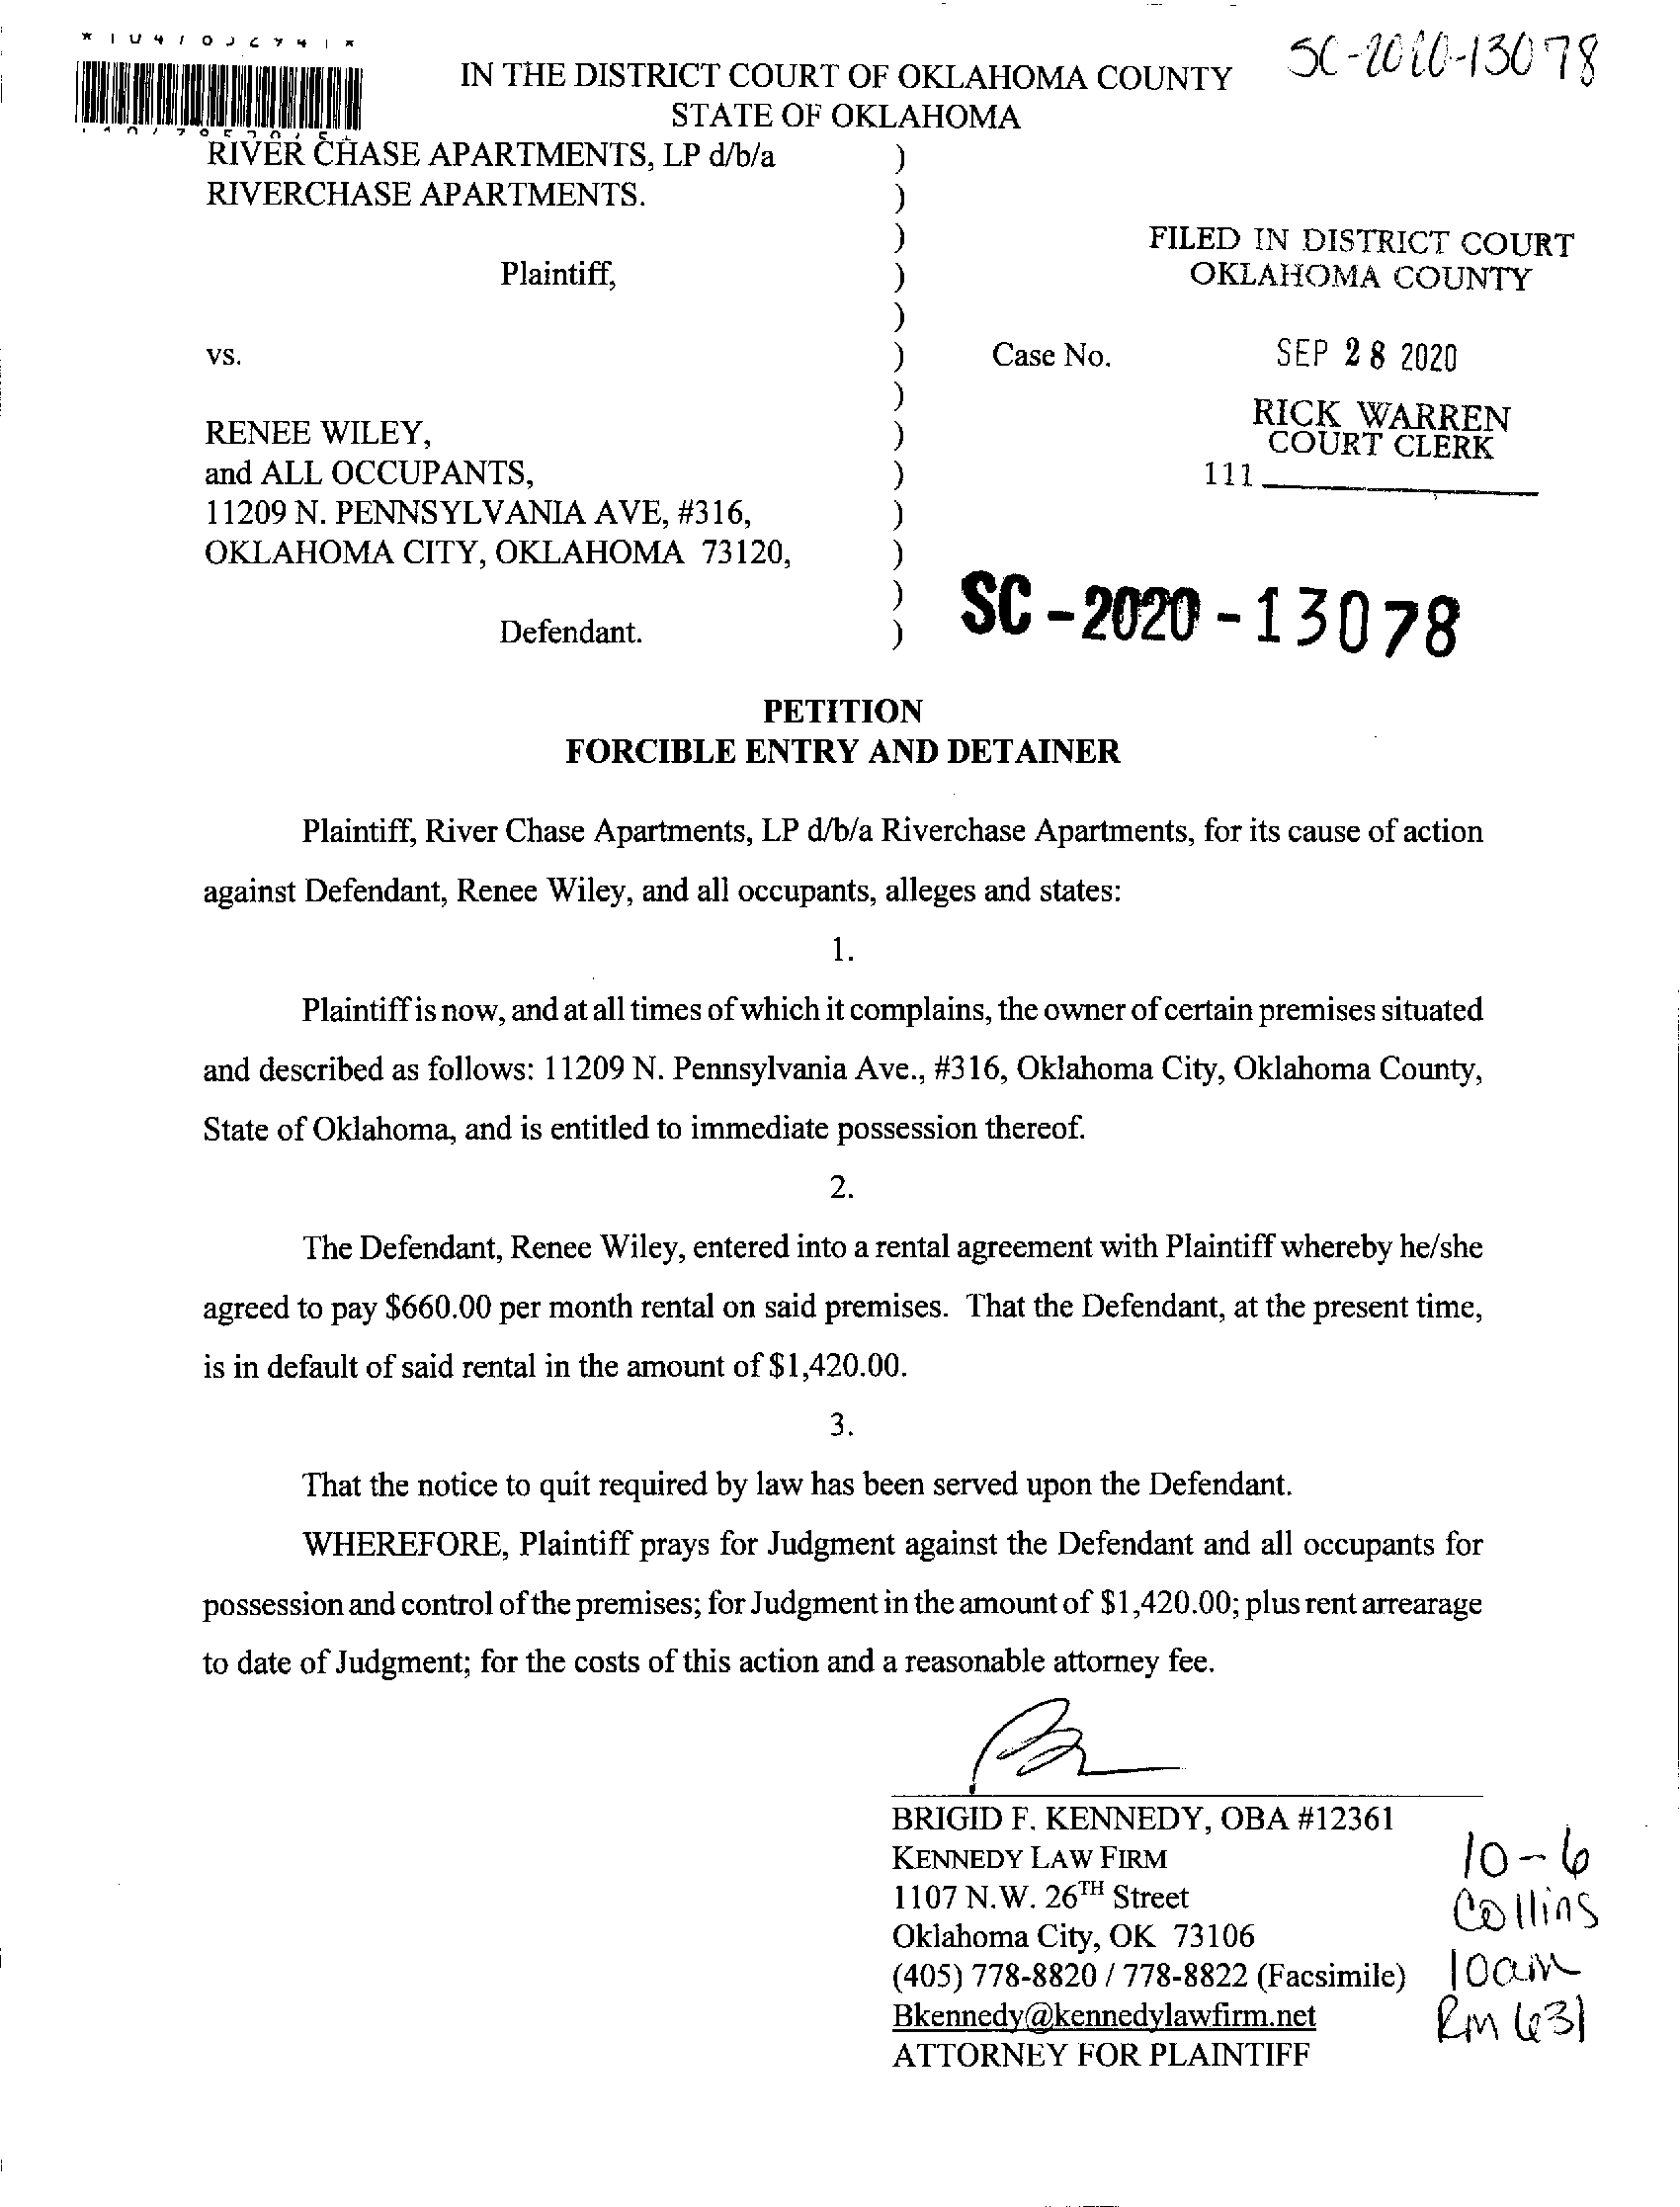 SC-2020-13078
IN THE DISTRICT COURT OF OKLAHOMA COUNTY
STATE OF OKLAHOMA
RIVER CHASE APARTMENTS, LP d/b/a )
RIVERCHASE APARTMENTS. )
)
FILED IN DISTRICT COURT
Plaintiff, )
OKLAHOMA COUNTY
)
vs. ) Case No. SEP 28 2020
)
RICK WARREN
RENEE WILEY, )
COURT CLERK
and ALL OCCUPANTS, )
111
11209 N. PENNSYLVANIA AVE, #316, )
OKLAHOMA CITY, OKLAHOMA 73120, )
)
SC-2020-13078
Defendant. )
PETITION
FORCIBLE ENTRY AND DETAINER
Plaintiff, River Chase Apartments, LP d/b/a Riverchase Apartments, for its cause of action
against Defendant, Renee Wiley, and all occupants, alleges and states:
1.
Plaintiff is now, and at all times of which it complains, the owner of certain premises situated
and described as follows: 11209 N. Pennsylvania Ave., #316, Oklahoma City, Oklahoma County,
State of Oklahoma, and is entitled to immediate possession thereof.
2.
The Defendant, Renee Wiley, entered into a rental agreement with Plaintiff whereby he/she
agreed to pay $660.00 per month rental on said premises. That the Defendant, at the present time,
is in default of said rental in the amount of $1,420.00.
3.
That the notice to quit required by law has been served upon the Defendant.
WHEREFORE, Plaintiff prays for Judgment against the Defendant and all occupants for
possession and control of the premises; for Judgment in the amount of $1,420.00; plus rent arrearage
to date of Judgment; for the costs of this action and a reasonable attorney fee.
BRIGID F. KENNEDY, OBA #12361
KENNEDY LAW FIRM
1107 N.W. 26TH Street
Oklahoma City, OK 73106
(405) 778-8820 / 778-8822 (Facsimile)
Bkennedy@kennedylawfirm.net
ATTORNEY FOR PLAINTIFF
10-6
Collins
10am
Rm 631